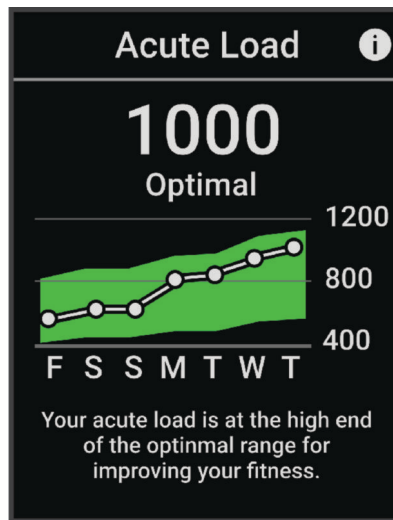 Acute Load i
1000
Optimal
1200
800
400
F S S M T W T
Your acute load is at the high end
of the optinmal range for
improving your fitness.